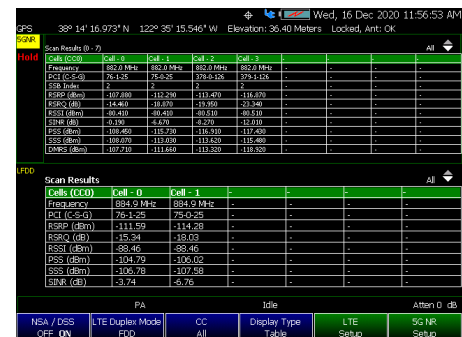 Wed, 16 Dec 2020 11:56:53 AM
GPS 38º 14' 16.973" N 122º 35' 15.546" W Elevation: 36.40 Meters Locked, Ant: OK
5GNR
Hold
Scan Results (0 - 7) All
Cells (CC0) Cell - 0 Cell - 1 Cell - 2 Cell - 3 - - - -
Frequency 882.0 MHz 882.0 MHz 882.0 MHz 882.0 MHz - - - -
PCI (C-S-G) 76-1-25 75-0-25 378-0-126 379-1-126 - - - -
SSB Index 2 2 2 2 - - - -
RSRP (dBm) -107.880 -112.290 -113.470 -116.870 - - - -
RSRQ (dB) -14.460 -18.870 -19.950 -23.340 - - - -
RSSI (dBm) -80.410 -80.410 -80.510 -80.510 - - - -
SINR (dB) -0.190 -6.670 -8.270 -12.010 - - - -
PSS (dBm) -108.450 -115.730 -116.910 -117.430 - - - -
SSS (dBm) -108.070 -113.030 -113.620 -115.480 - - - -
DMRS (dBm) -107.710 -111.660 -113.320 -118.920 - - - -
LFDD
Scan Results All
Cells (CC0) Cell - 0 Cell - 1 - - - -
Frequency 884.9 MHz 884.9 MHz - - - -
PCI (C-S-G) 76-1-25 75-0-25 - - - -
RSRP (dBm) -111.59 -114.28 - - - -
RSRQ (dB) -15.34 -18.03 - - - -
RSSI (dBm) -88.46 -88.46 - - - -
PSS (dBm) -104.79 -106.02 - - - -
SSS (dBm) -106.78 -107.58 - - - -
SINR (dB) -3.74 -6.76 - - - -
PA Idle Atten 0 dB
NSA / DSS LTE Duplex Mode CC Display Type LTE 5G NR
OFF ON FDD All Table Setup Setup